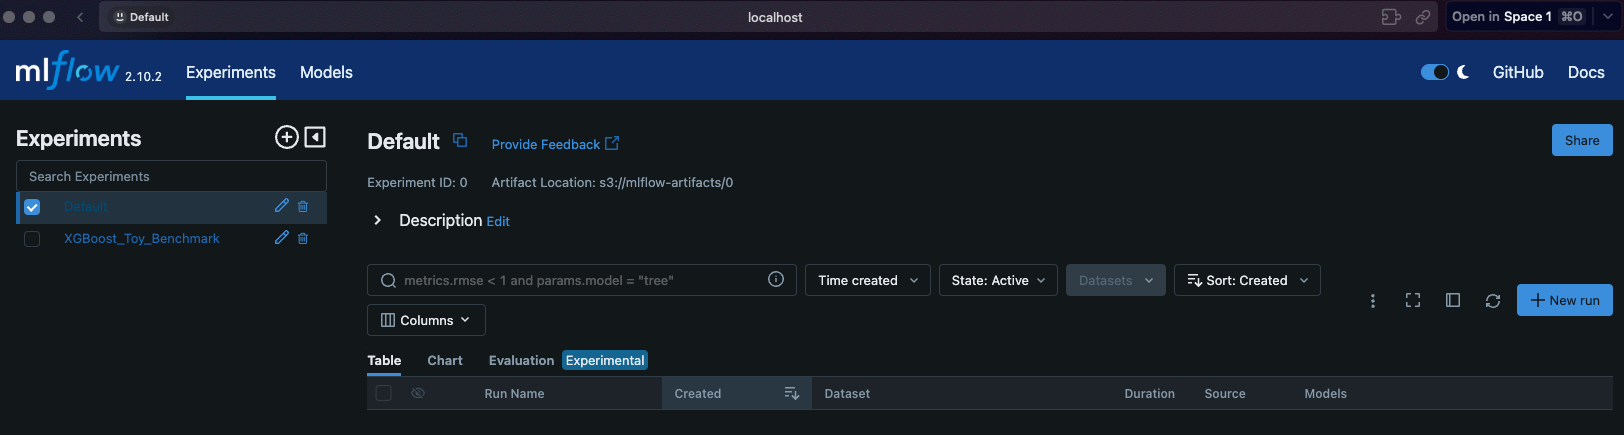 Default
localhost
Open in Space 1 ⌘O
mlflow 2.10.2 Experiments Models GitHub Docs
Experiments
Search Experiments
Default
XGBoost_Toy_Benchmark
Default Provide Feedback Share
Experiment ID: 0 Artifact Location: s3://mlflow-artifacts/0
Description Edit
metrics.rmse < 1 and params.model = "tree" Time created State: Active Datasets Sort: Created
+ New run
Columns
Table Chart Evaluation Experimental
Run Name Created Dataset Duration Source Models